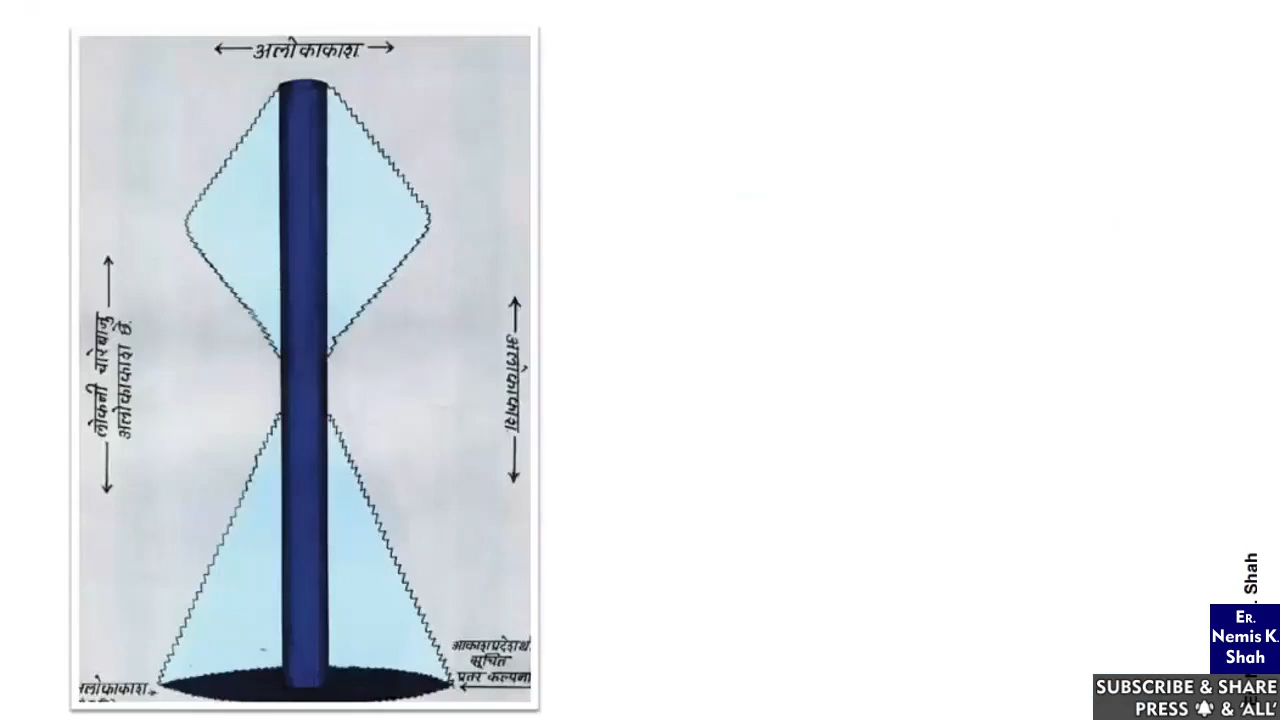 अलोकाकाश
लोकनी चारे बाजु
अलोकाकाश छे.
अलोकाकाश
आकाशप्रदेशथी
सूचित
प्रतर कल्पना
अलोकाकाश
. Shah
ER.
Nemis K.
Shah
SUBSCRIBE & SHARE
PRESS & 'ALL'